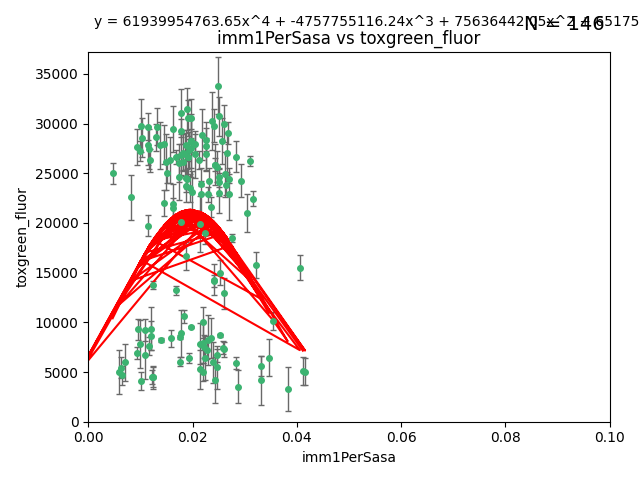 y = 61939954763.65x^4 + -4757755116.24x^3 + 75636442
N = 146
imm1PerSasa vs toxgreen_fluor
35000
30000
25000
20000
15000
10000
5000
0
toxgreen_fluor
0.00 0.02 0.04 0.06 0.08 0.10
imm1PerSasa